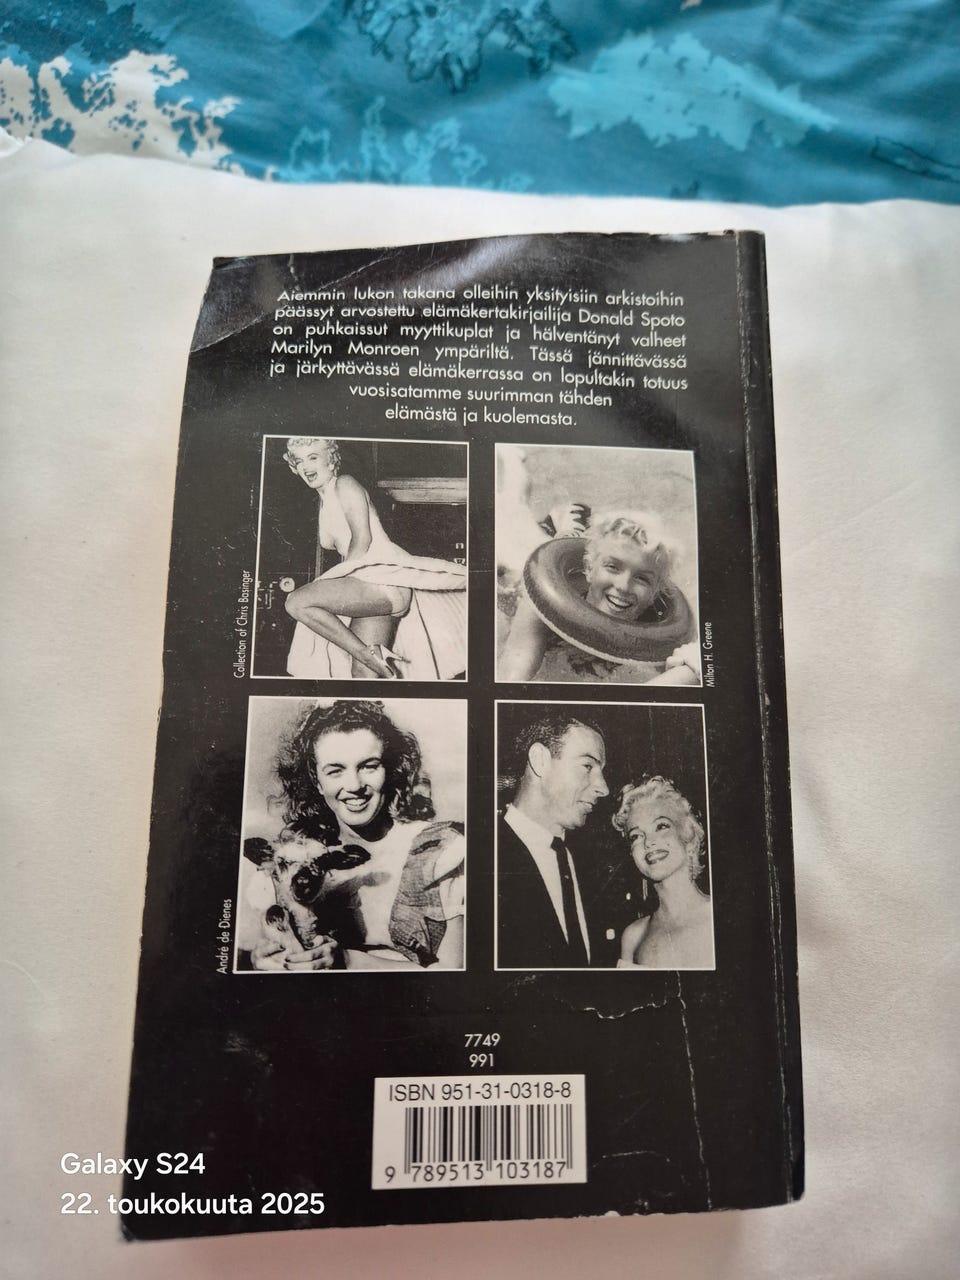 Aiemmin lukon takana olleihin yksityisiin arkistoihin
päässyt arvostettu elämäkertakirjailija Donald Spoto
on puhkaissut myyttikuplat ja hälventänyt valheet
Marilyn Monroen ympäriltä. Tässä jännittävässä
ja järkyttävässä elämäkerrassa on lopultakin totuus
vuosisatamme suurimman tähden
elämästä ja kuolemasta.
Collection of Chris Basinger
Milton H. Greene
André de Dienes
7749
991
ISBN 951-31-0318-8
9 789513 103187
Galaxy S24
22. toukokuuta 2025